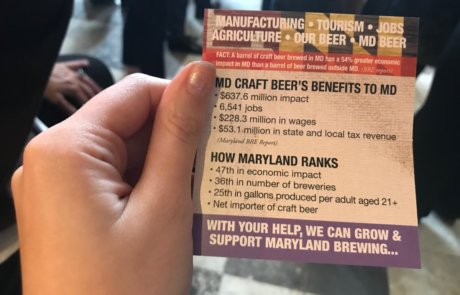 MANUFACTURING • TOURISM • JOBS
AGRICULTURE • OUR BEER • MD BEER
FACT: A barrel of craft beer brewed in MD has a 54% greater economic
impact in MD than a barrel of beer brewed outside MD. (BRE report)
MD CRAFT BEER'S BENEFITS TO MD
• $637.6 million impact
• 6,541 jobs
• $228.3 million in wages
• $53.1 million in state and local tax revenue
(Maryland BRE Report)
HOW MARYLAND RANKS
• 47th in economic impact
• 36th in number of breweries
• 25th in gallons produced per adult aged 21+
• Net importer of craft beer
WITH YOUR HELP, WE CAN GROW &
SUPPORT MARYLAND BREWING...